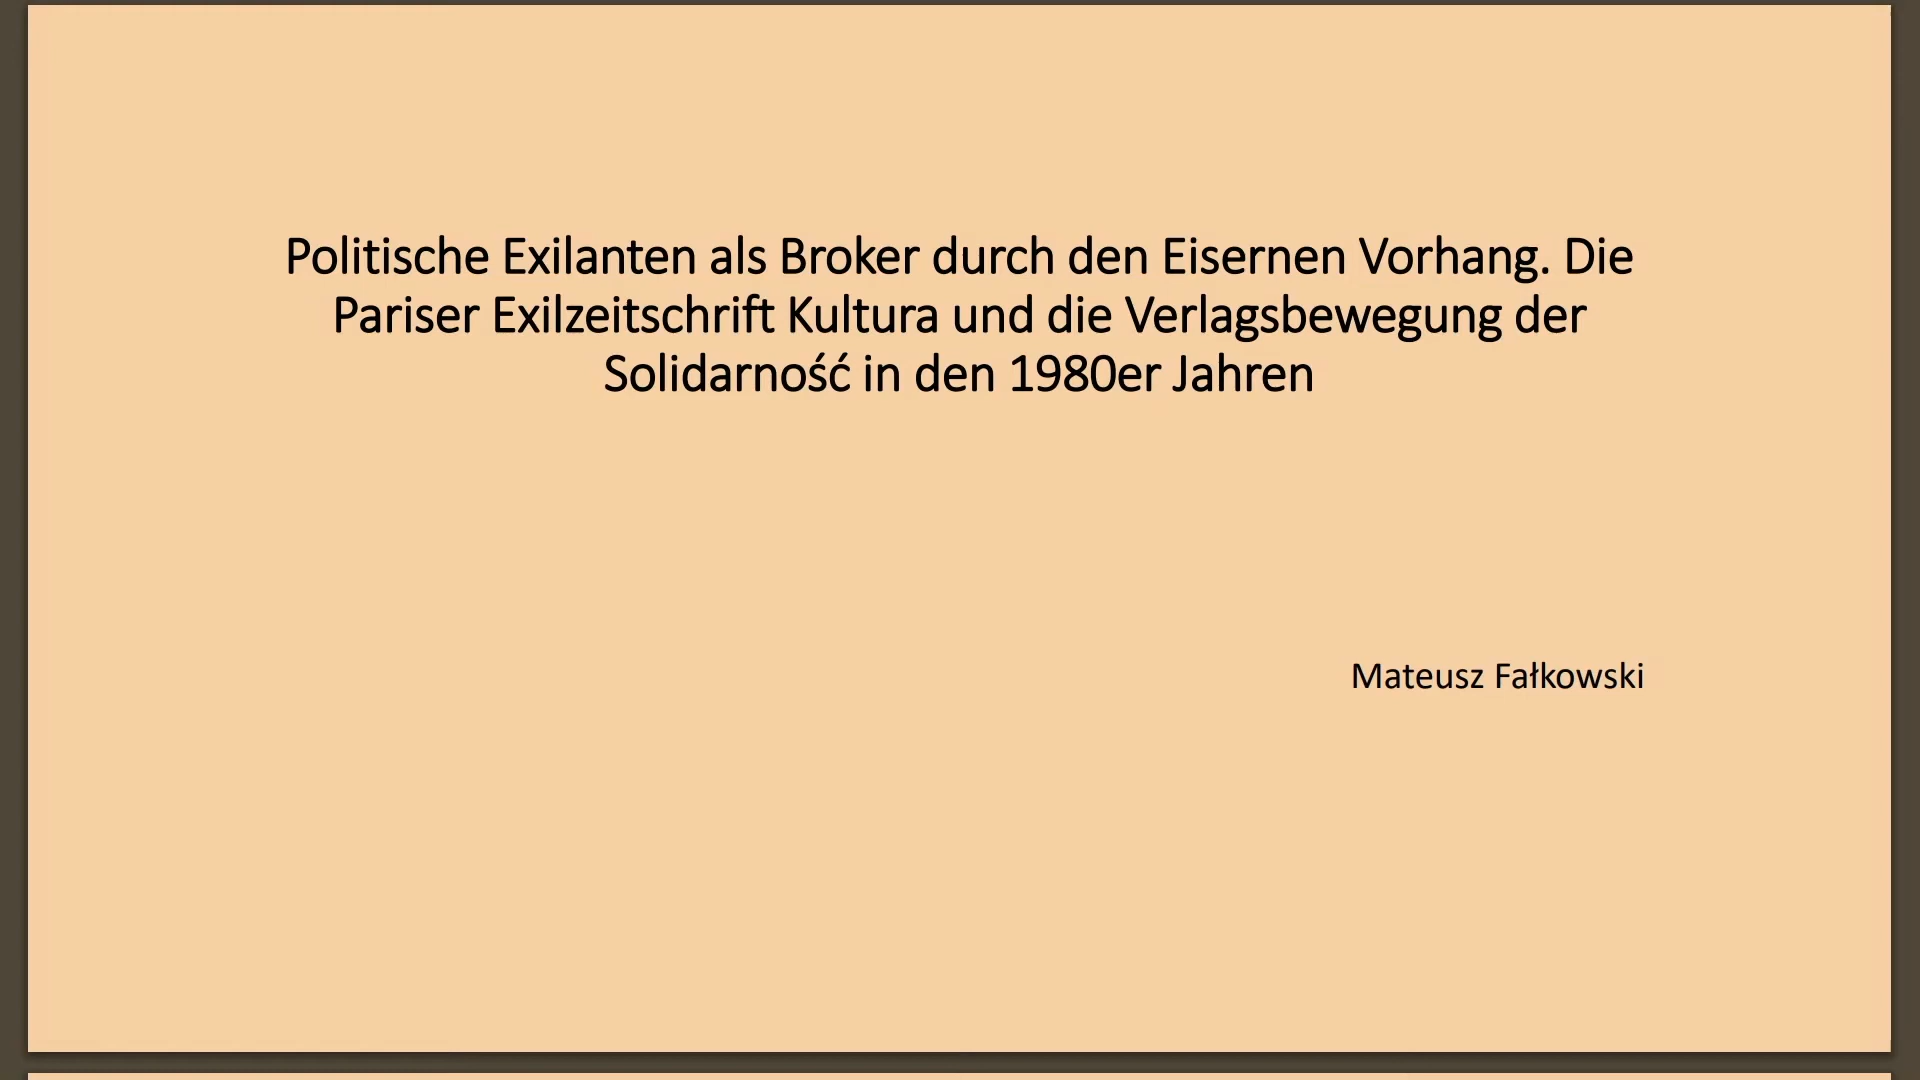 Politische Exilanten als Broker durch den Eisernen Vorhang. Die
Pariser Exilzeitschrift Kultura und die Verlagsbewegung der
Solidarność in den 1980er Jahren
Mateusz Fałkowski